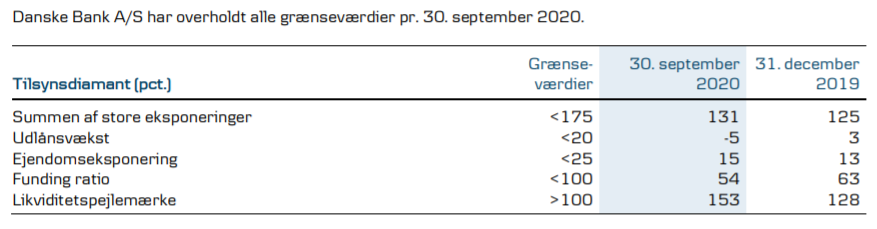 Danske Bank A/S har overholdt alle grænseværdier pr. 30. september 2020.
Grænse- 30. september 31. december
Tilsynsdiamant (pct.) værdier 2020 2019
Summen af store eksponeringer <175 131 125
Udlånsvækst <20 -5 3
Ejendomseksponering <25 15 13
Funding ratio <100 54 63
Likviditetspejlemærke >100 153 128